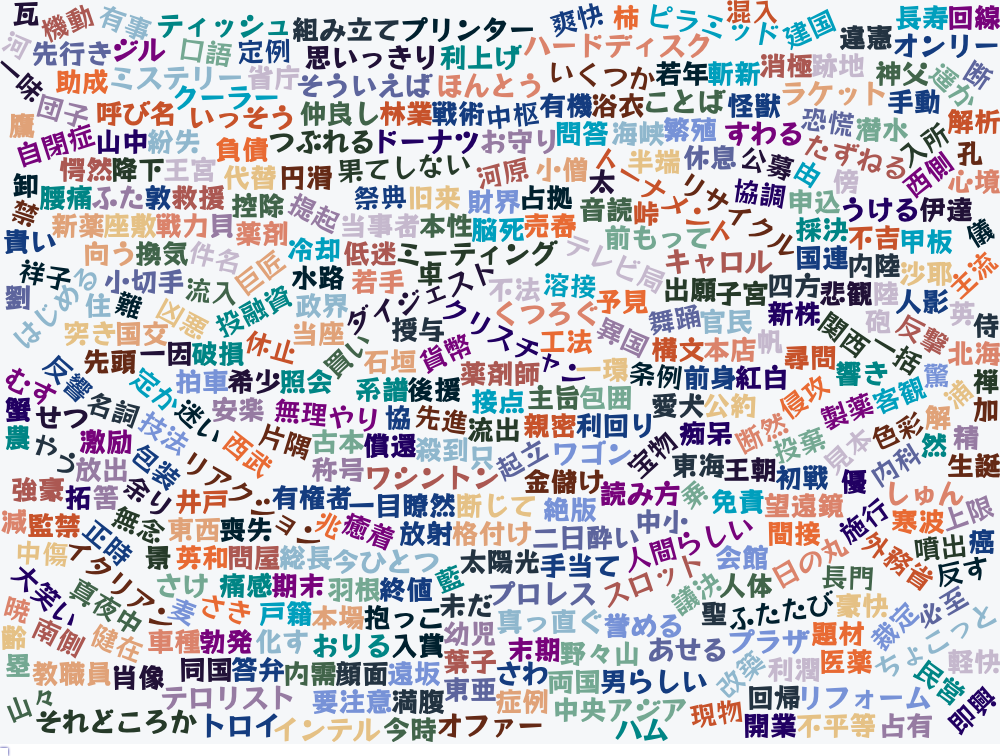 瓦 機動 有事 ティッシュ 組み立て プリンター 爽快 柿 ピラミッド 混入 建国 違憲 長寿 回線
河 先行き ジル 口語 定例 思いっきり 利上げ ハードディスク オンリー
一味 助成 ミステリー 省庁 そういえば ほんとう いくつか 若年 斬新 消極 跡地 神父 遥か 断
団子 クーラー 呼び名 いっそう 仲良し 林業 戦術 中枢 有機 浴衣 ことば 怪獣 ラケット 手動
鷹 自閉症 山中 紛失 負債 つぶれる ドーナツ お守り 問答 海峡 繁殖 すわる 恐慌 潜水 入所 解析
愕然 降下 王宮 代替 円滑 果てしない 河原 小僧 太一 半端 休息 公募 由 たずねる 傍 西側 孔 心境
卸 腰痛 ふた 敦 救援 控除 提起 祭典 旧来 財界 占拠 音読 峠 メンバー リサイクル 協調 申込 うける 伊達
禁 新薬 座敷 戦力 貝 薬剤 当事者 本性 脳死 売春 前もって 採決 不吉 甲板 儀
貴い 向う 換気 件名 巨匠 冷却 低迷 ミーティング テレビ局 キャロル 国連 内陸 沙耶 主流
祥子 はじめる 小切手 流入 水路 若手 車 ダイジェスト 不法 溶接 予見 出願 子宮 四方 悲観 陸 人影
劉 住 難 凶悪 投融資 政界 授与 クリスチャン くつろぐ 異国 舞踊 官民 新株 関西 砲 反撃 英 侍
突き 国交 当座 買い 石垣 貨幣 工法 構文 本店 帆 尋問 一括 北海
先頭 一因 破損 休止 薬剤師 一環 条例 前身 紅白 響き 驚 禅
むす 反響 定か 拍車 希少 照会 系譜 後援 接点 主旨 包囲 愛犬 公約 侵攻 製薬 客観 浦 加
蟹 せつ 名詞 迷い 安楽 無理やり 協 先進 流出 親密 利回り 痴呆 断然 投棄 色彩 解
農 やう 激励 技法 西武 片隅 古本 償還 殺到 只 起立 ワゴン 宝物 見本 然 精
放出 包装 リアクション 称号 ワシントン 金儲け 東海 王朝 初戦 優 内科 生誕
強豪 拓 答 余り 井戸 有権者 一目瞭然 断じて 絶版 読み方 乗 免責 望遠鏡 しゅん
減 監禁 正時 無念 東西 喪失 兆 癒着 放射 格付け 二日酔い 中小 間接 施行 寒波 上限
中傷 イタリアン 景 英和 問屋 総長 今ひとつ 太陽光 手当て 人間らしい 会館 日の丸 外務省 噴出 癌
大笑い 真夜中 さけ 痛感 期末 羽根 終値 藍 プロレス スロット 議決 人体 長門 反す
暁 麦 さき 戸籍 本場 抱っこ 未だ 真っ直ぐ 誉める 聖 ふたたび 豪快 裁定 必至
齢 南側 健在 車種 勃発 化す おりる 入賞 幼児 末期 野々山 あせる プラザ 題材 ちょこっと
塁 教職員 肖像 同国 答弁 内需 顔面 遠坂 葉子 さわ 両国 男らしい 改築 利潤 医薬 軽快
山々 テロリスト 要注意 満腹 東亜 症例 中央アジア 現物 回帰 リフォーム 民営 即興
それどころか トロイ インテル 今時 オファー ハム 開業 不平等 占有